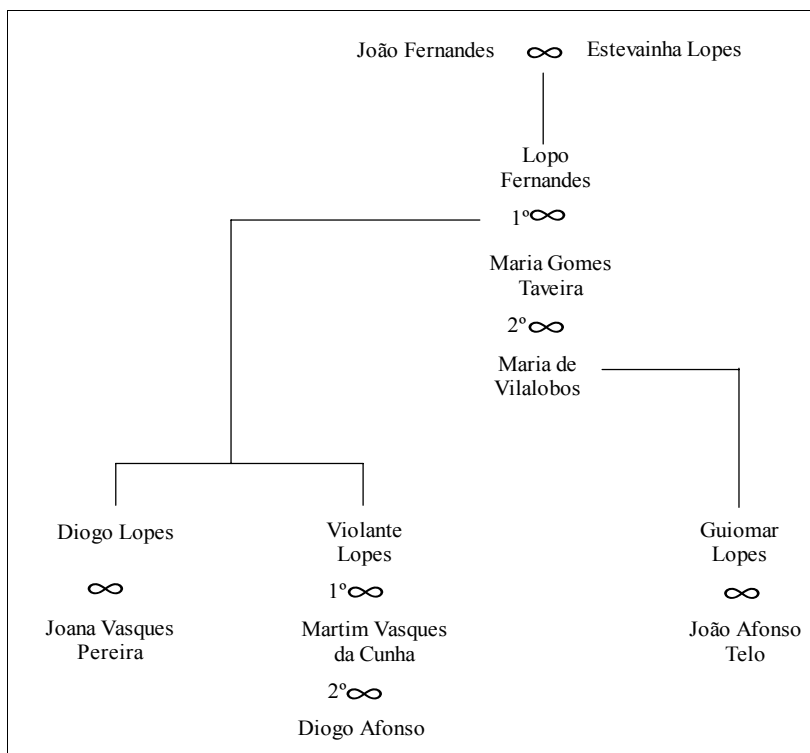 João Fernandes ∞ Estevainha Lopes
Lopo
Fernandes
1º∞
Maria Gomes
Taveira
2º∞
Maria de
Vilalobos
Diogo Lopes
∞
Joana Vasques
Pereira
Violante
Lopes
1º∞
Martim Vasques
da Cunha
2º∞
Diogo Afonso
Guiomar
Lopes
∞
João Afonso
Telo